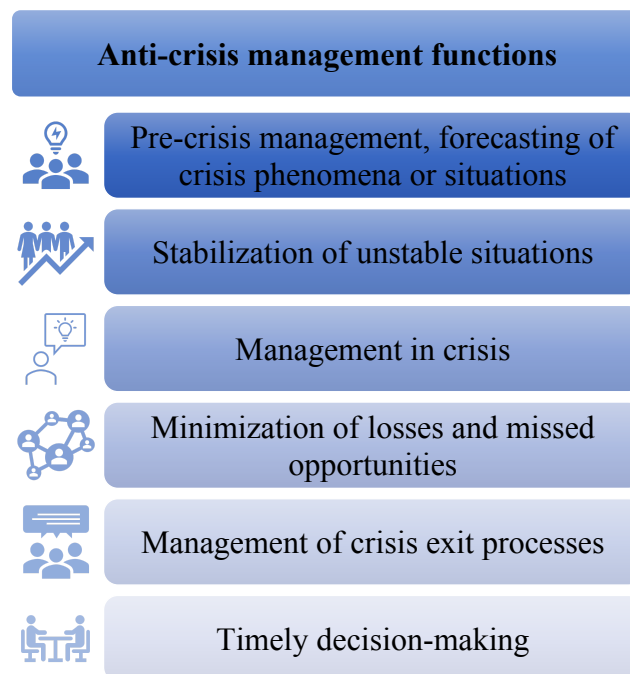 Anti-crisis management functions
Pre-crisis management, forecasting of
crisis phenomena or situations
Stabilization of unstable situations
Management in crisis
Minimization of losses and missed
opportunities
Management of crisis exit processes
Timely decision-making